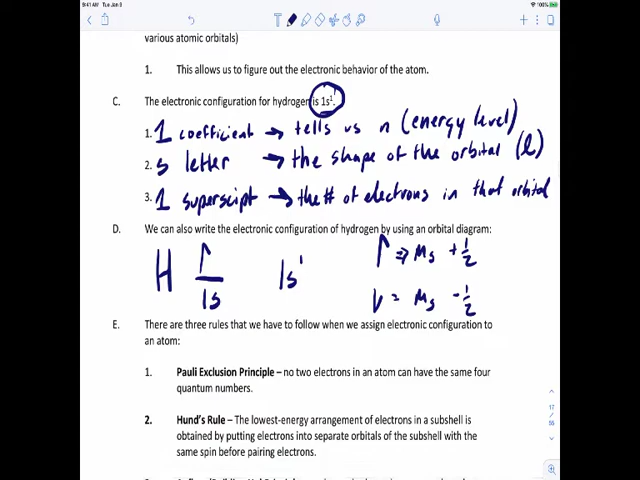 9:41 AM Tue Jan 9
100%
various atomic orbitals)
1. This allows us to figure out the electronic behavior of the atom.
C. The electronic configuration for hydrogen is 1s¹.
1. 1 coefficient → tells us n (energy level)
2. s letter → the shape of the orbital (l)
3. 1 superscipt → the # of electrons in that orbital
D. We can also write the electronic configuration of hydrogen by using an orbital diagram:
H ↾ 1s¹ ↾ ⇒ ms +1/2
1s ⇂ = ms -1/2
E. There are three rules that we have to follow when we assign electronic configuration to
an atom:
1. Pauli Exclusion Principle – no two electrons in an atom can have the same four
quantum numbers.
2. Hund's Rule – The lowest-energy arrangement of electrons in a subshell is
obtained by putting electrons into separate orbitals of the subshell with the
same spin before pairing electrons.
17
/
55